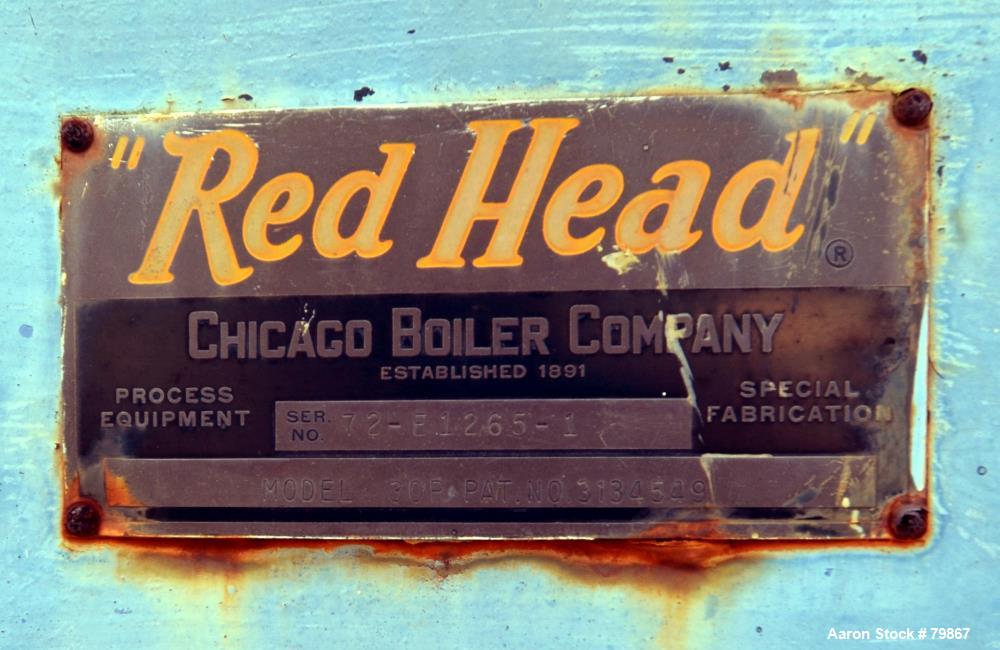 "Red Head"
®
CHICAGO BOILER COMPANY
ESTABLISHED 1891
PROCESS
EQUIPMENT
SER.
NO. 72-E1265-1
SPECIAL
FABRICATION
MODEL 30P PAT.NO 3134549
Aaron Stock # 79867